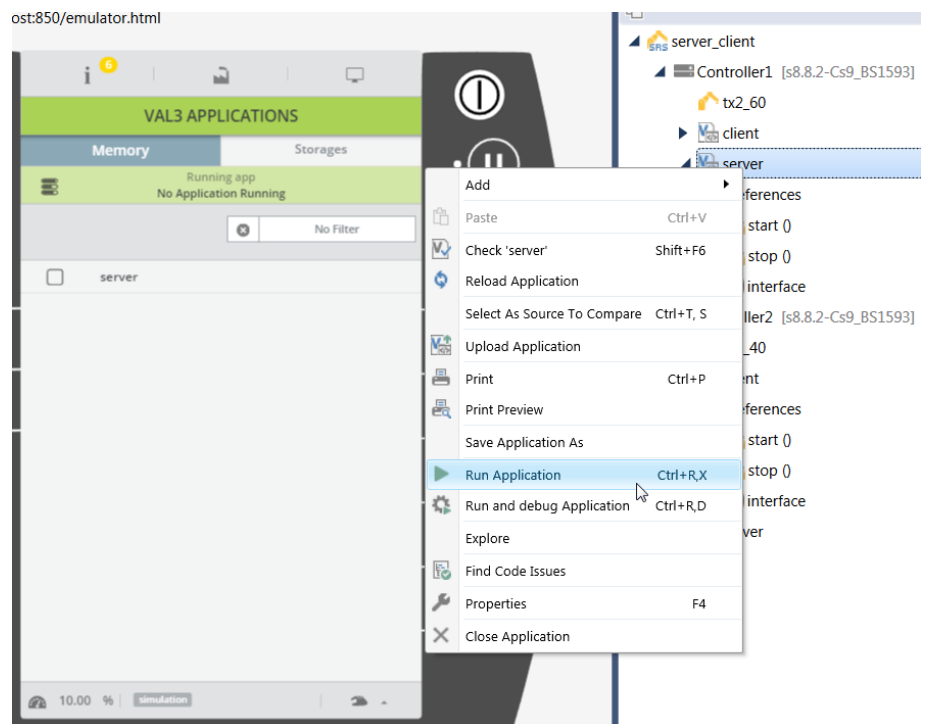 ost:850/emulator.html
6
VAL3 APPLICATIONS
Memory
Storages
Running app
No Application Running
No Filter
server
10.00 %
simulation
Add
Paste Ctrl+V
Check 'server' Shift+F6
Reload Application
Select As Source To Compare Ctrl+T, S
Upload Application
Print Ctrl+P
Print Preview
Save Application As
Run Application Ctrl+R,X
Run and debug Application Ctrl+R,D
Explore
Find Code Issues
Properties F4
Close Application
SRS server_client
Controller1 [s8.8.2-Cs9_BS1593]
tx2_60
client
server
ferences
start ()
stop ()
interface
ller2 [s8.8.2-Cs9_BS1593]
_40
ent
ferences
start ()
stop ()
interface
ver